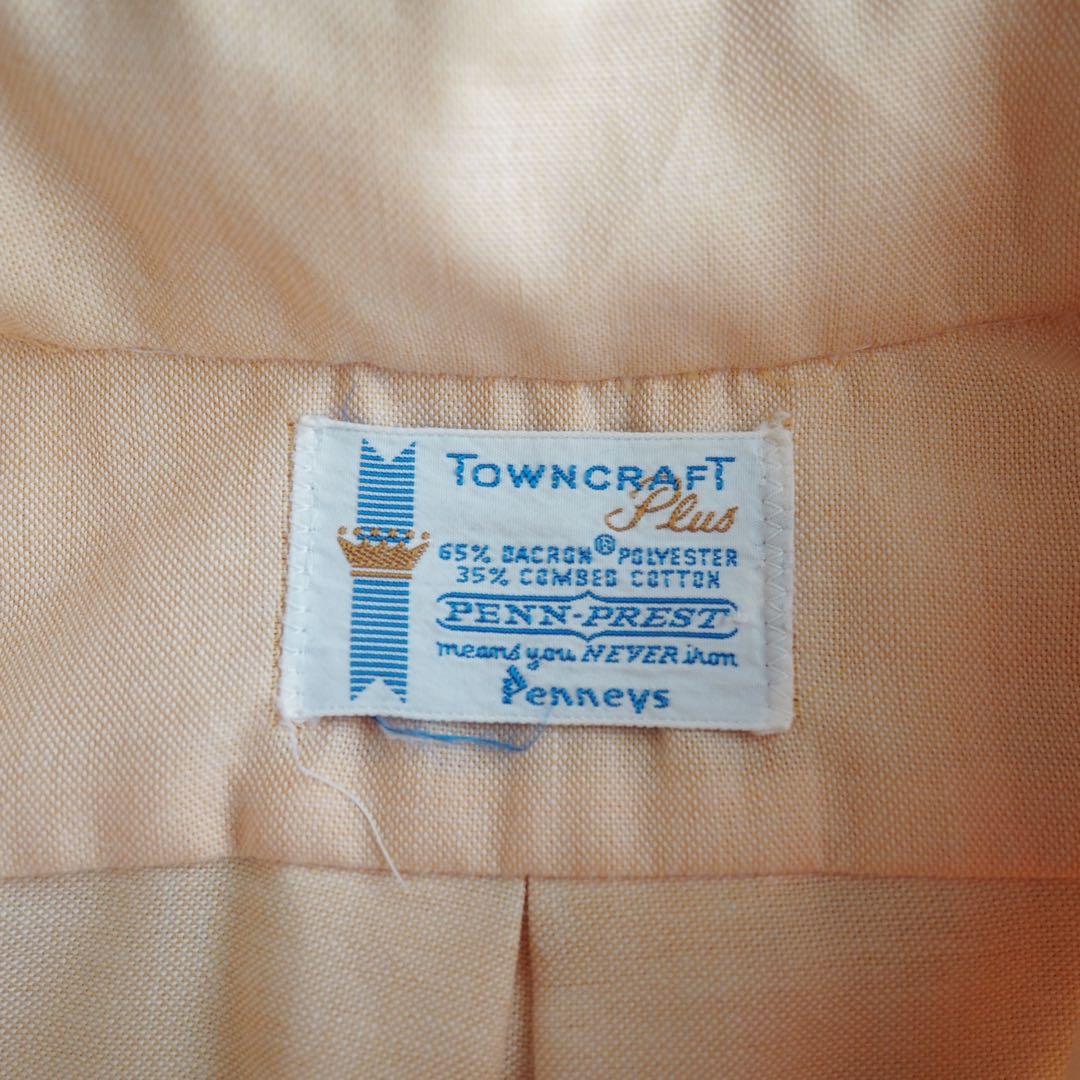 TOWNCRAFT
Plus
65% DACRON® POLYESTER
35% COMBED COTTON
PENN-PREST
means you NEVER iron
Penneys